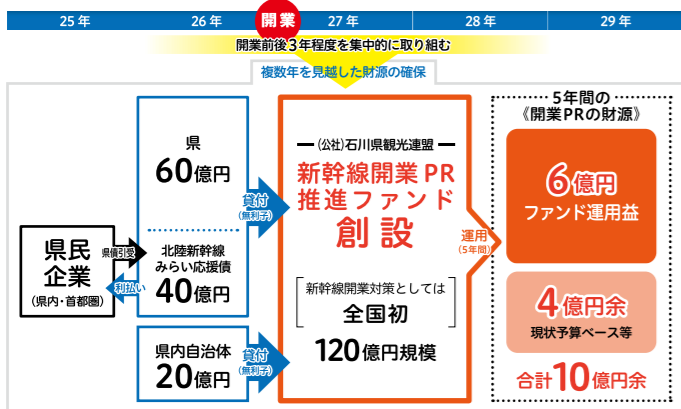 25年
26年
開業
27年
28年
29年
開業前後3年程度を集中的に取り組む
複数年を見越した財源の確保
県民
企業
(県内・首都圏)
県債引受
利払い
県
60億円
北陸新幹線
みらい応援債
40億円
県内自治体
20億円
貸付
(無利子)
貸付
(無利子)
(公社)石川県観光連盟
新幹線開業PR
推進ファンド
創設
新幹線開業対策としては
全国初
120億円規模
運用
(5年間)
5年間の
《開業PRの財源》
6億円
ファンド運用益
4億円余
現状予算ベース等
合計10億円余